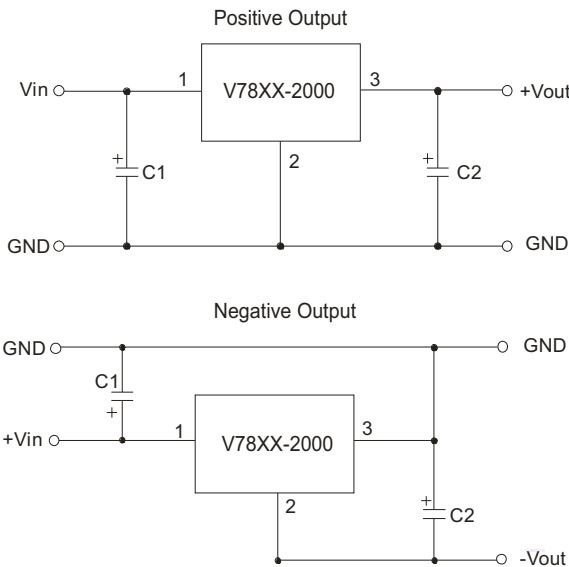 Positive Output
Vin 1 V78XX-2000 3 +Vout
2
+ C1 + C2
GND GND
Negative Output
GND GND
C1
+
+Vin 1 V78XX-2000 3
2
+ C2
-Vout